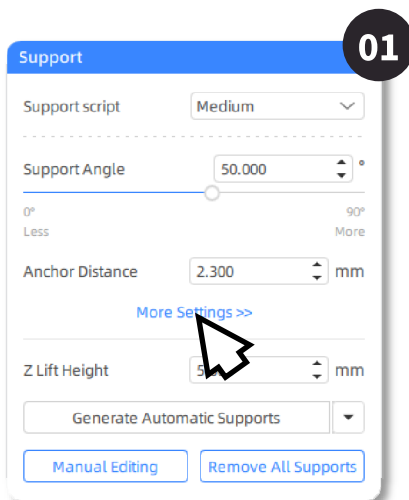 01
Support
Support script Medium
Support Angle 50.000 °
0° 90°
Less More
Anchor Distance 2.300 mm
More Settings >>
Z Lift Height mm
Generate Automatic Supports
Manual Editing Remove All Supports